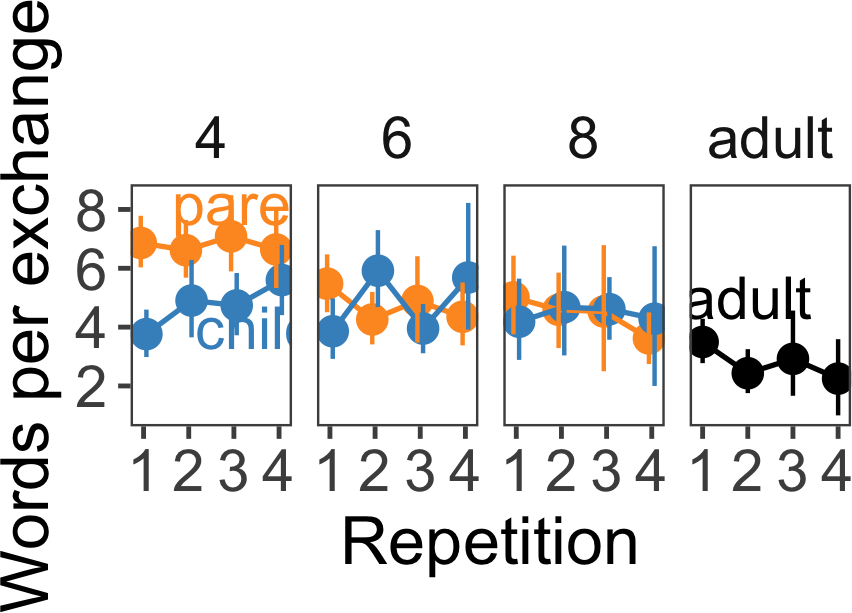 Words per exchange
4 6 8 adult
8
6
4
2
pare
chil
adult
1 2 3 4 1 2 3 4 1 2 3 4 1 2 3 4
Repetition